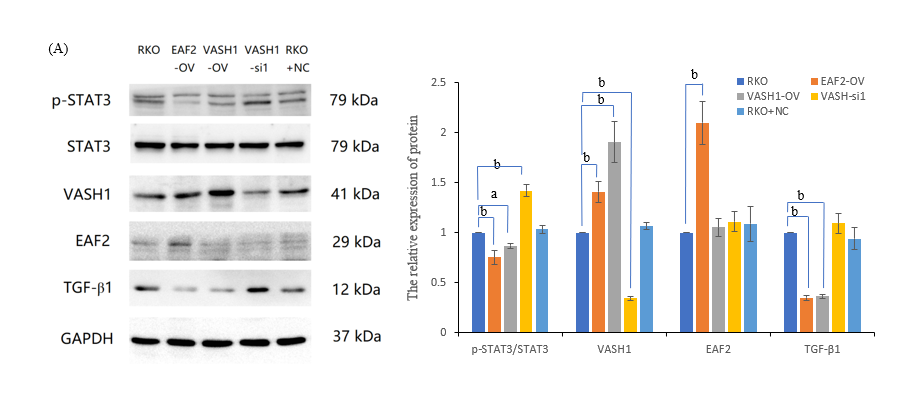 (A)
RKO EAF2 -OV VASH1 -OV VASH1 -si1 RKO +NC
p-STAT3 79 kDa
STAT3 79 kDa
VASH1 41 kDa
EAF2 29 kDa
TGF-β1 12 kDa
GAPDH 37 kDa
The relative expression of protein
2.5
2
1.5
1
0.5
0
RKO EAF2-OV
VASH1-OV VASH-si1
RKO+NC
b
a
b
b
b
b
b
b
b
p-STAT3/STAT3 VASH1 EAF2 TGF-β1